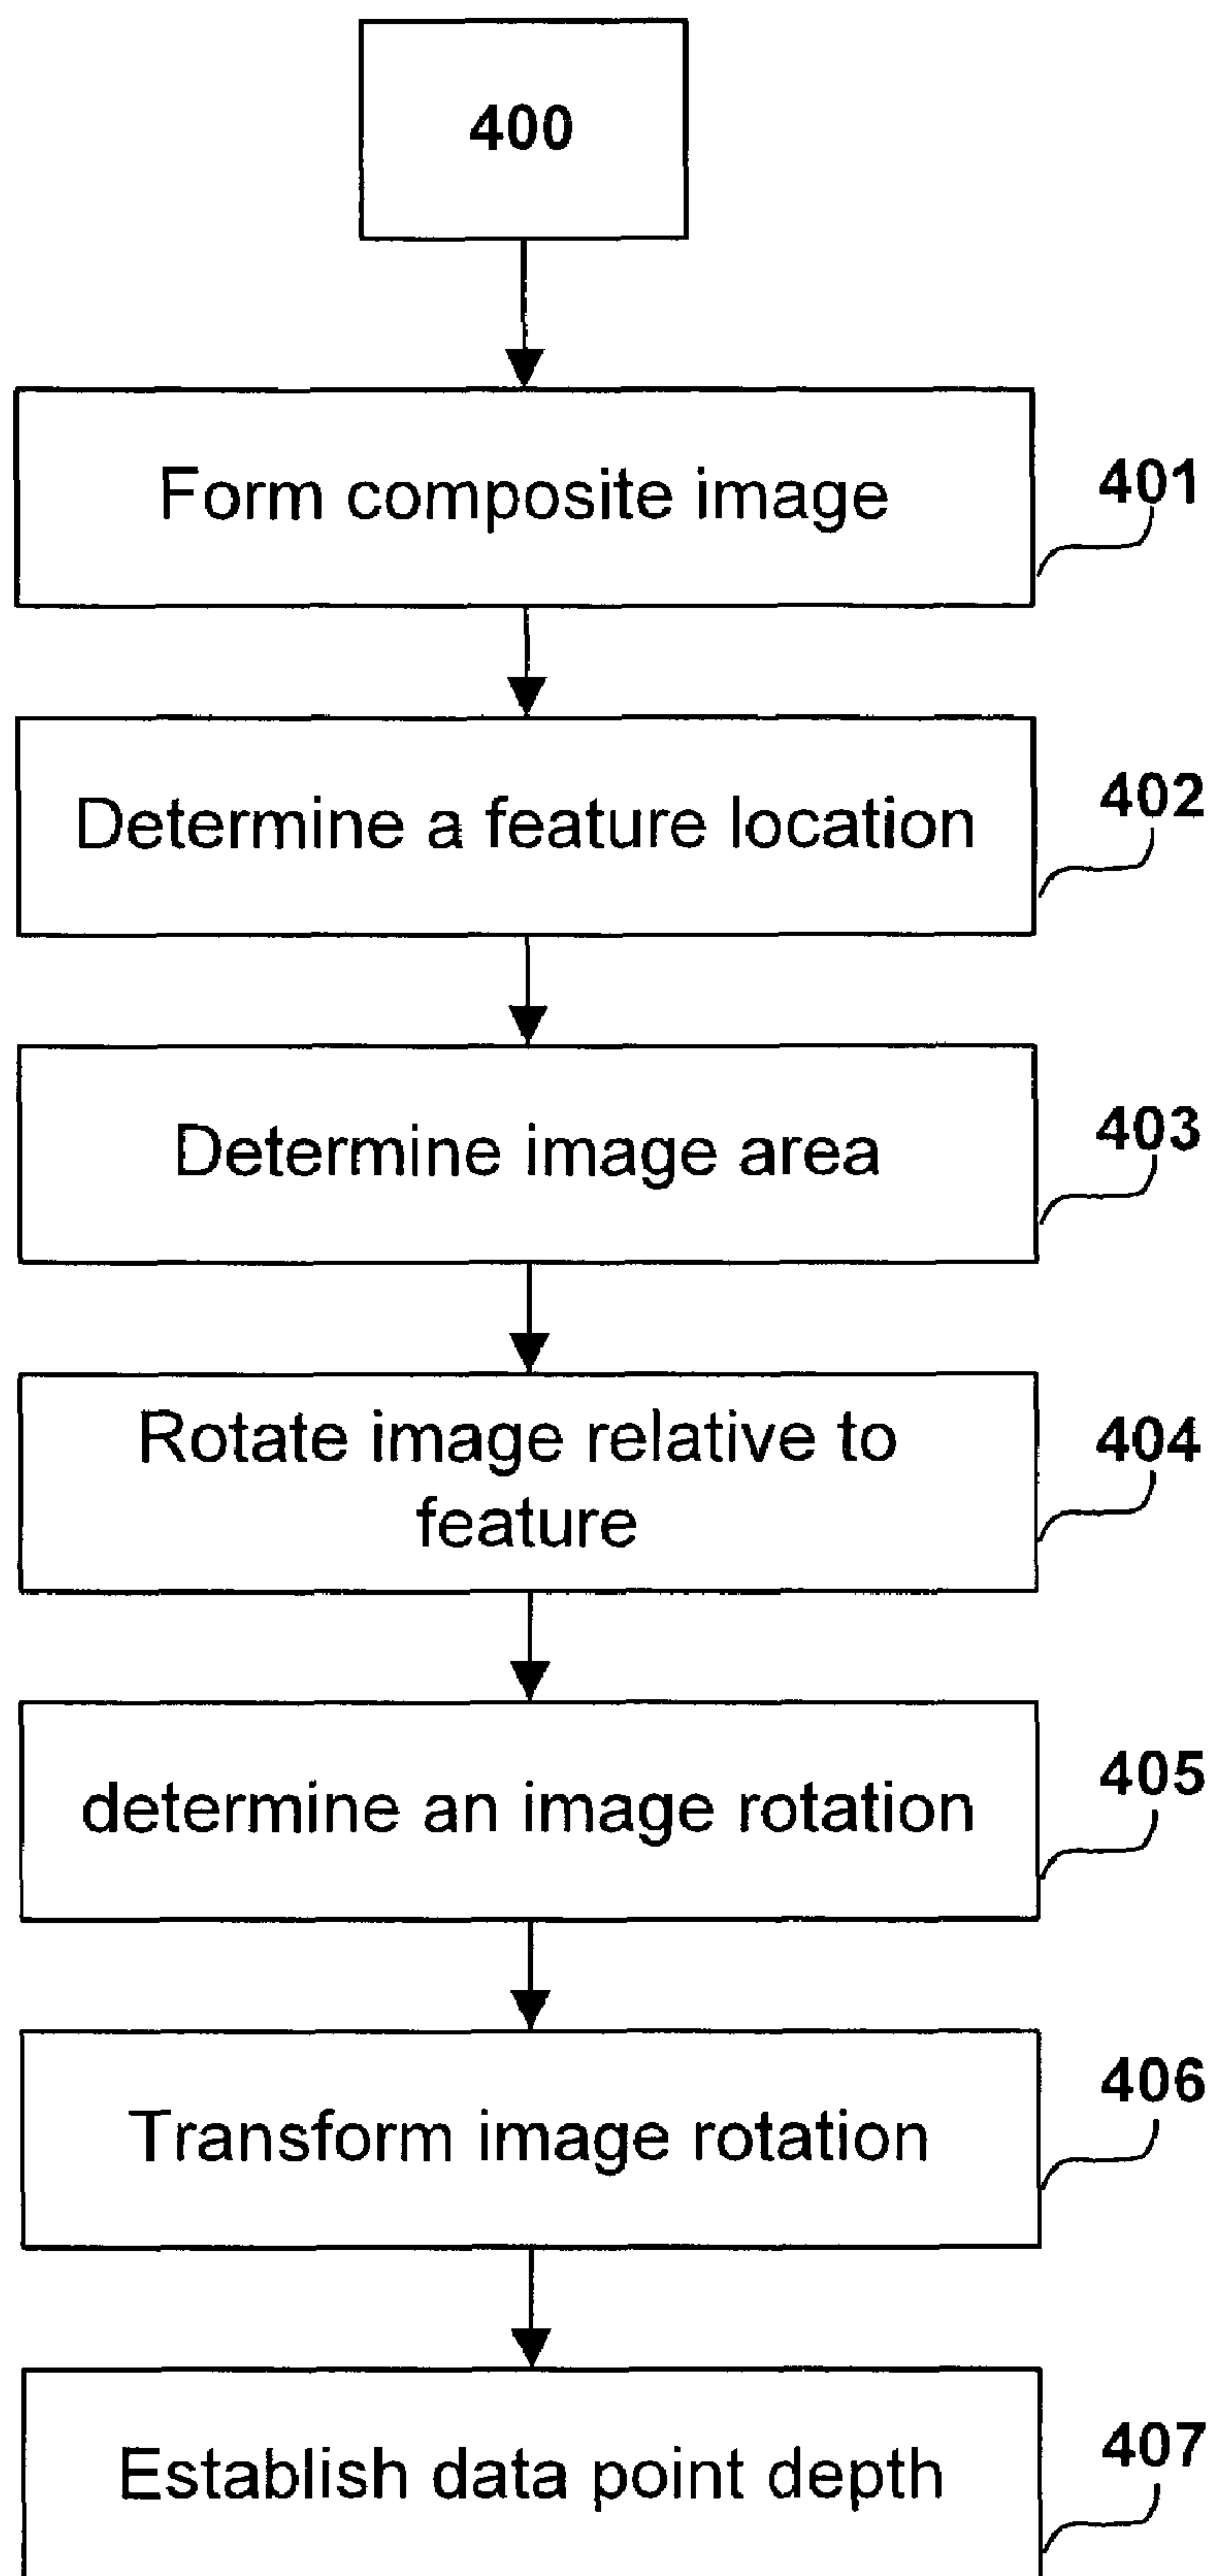 400
Form composite image
401
Determine a feature location
402
Determine image area
403
Rotate image relative to
feature
404
determine an image rotation
405
Transform image rotation
406
Establish data point depth
407